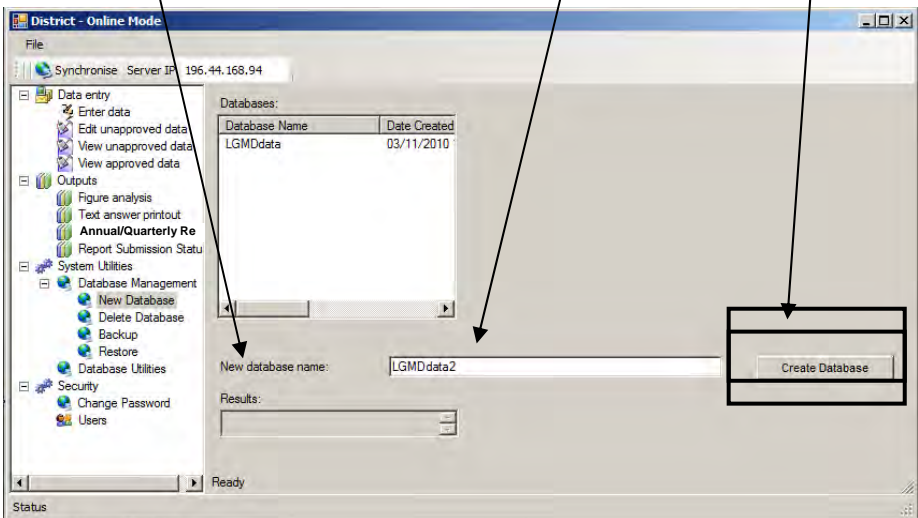 District - Online Mode
File
Synchronise Server IP 196.44.168.94
Data entry
Enter data
Edit unapproved data
View unapproved data
View approved data
Outputs
Figure analysis
Text answer printout
Annual/Quarterly Re
Report Submission Statu
System Utilities
Database Management
New Database
Delete Database
Backup
Restore
Database Utilities
Security
Change Password
Users
Databases:
Database Name Date Created
LGMDdata 03/11/2010
New database name: LGMDdata2 Create Database
Results:
Ready
Status